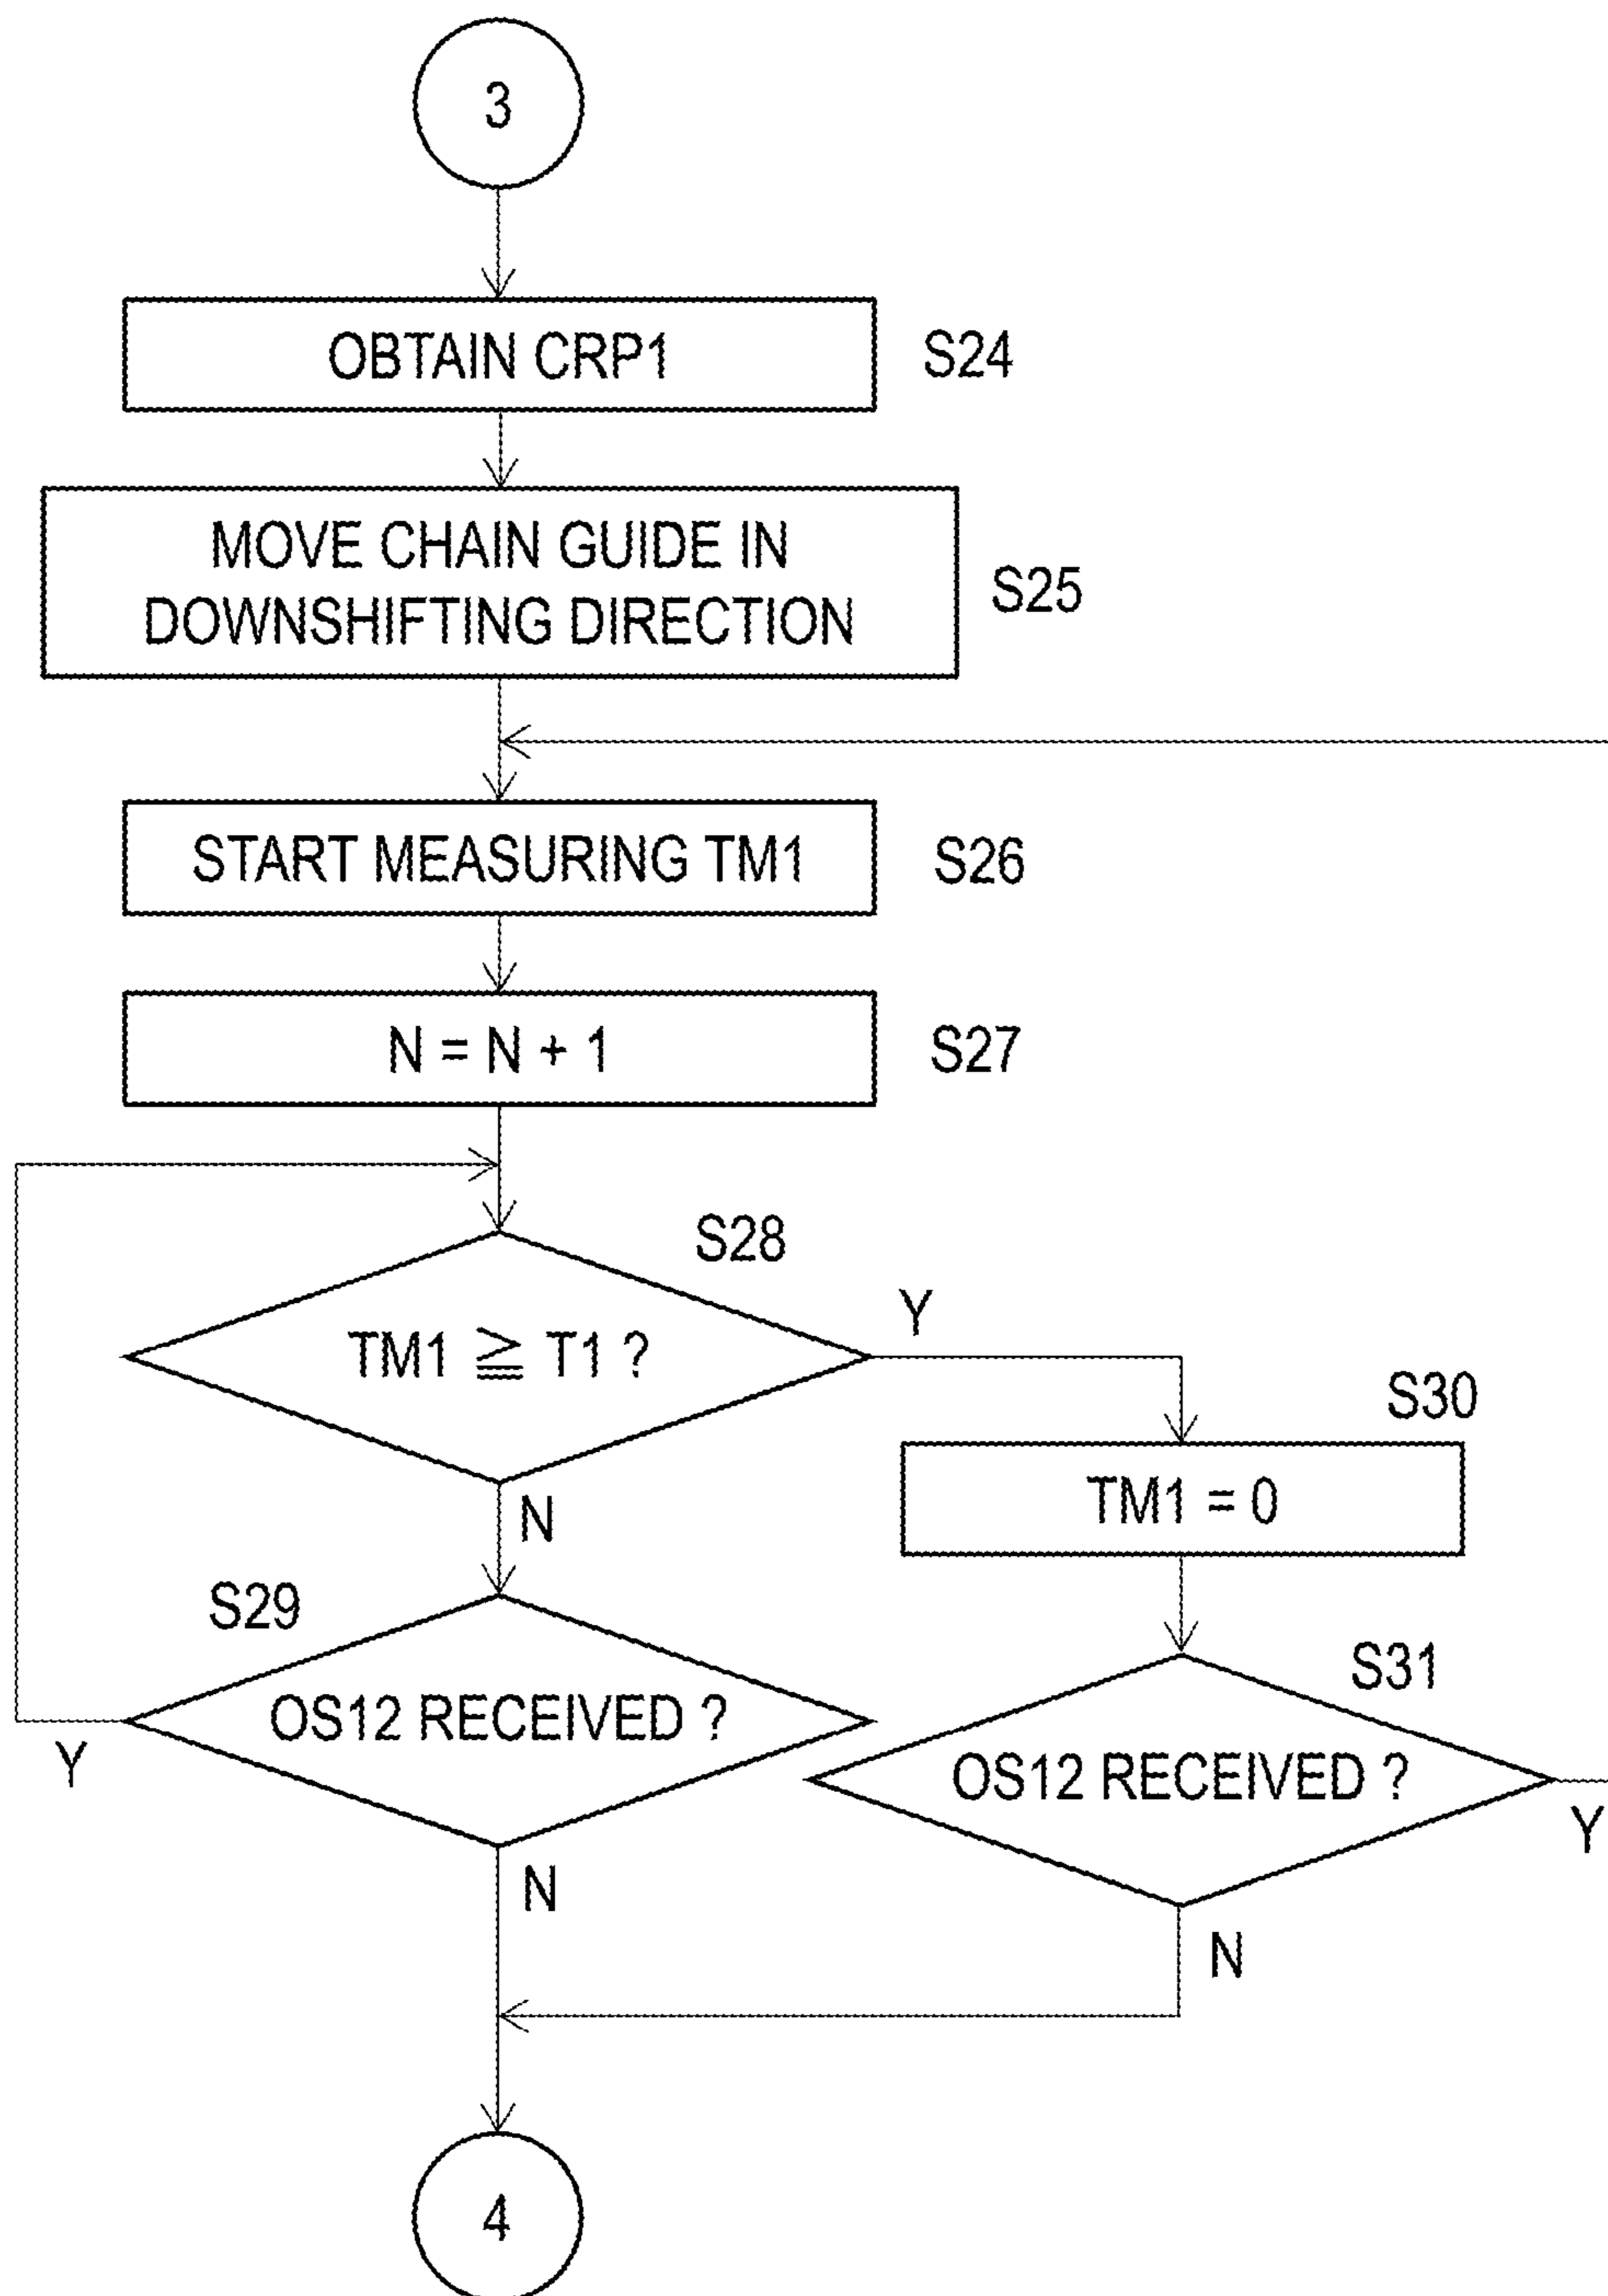 3
OBTAIN CRP1
S24
MOVE CHAIN GUIDE IN
DOWNSHIFTING DIRECTION
S25
START MEASURING TM1
S26
N = N + 1
S27
S28
TM1 ≧ T1 ?
Y
N
S30
TM1 = 0
S29
OS12 RECEIVED ?
Y
N
S31
OS12 RECEIVED ?
Y
N
4